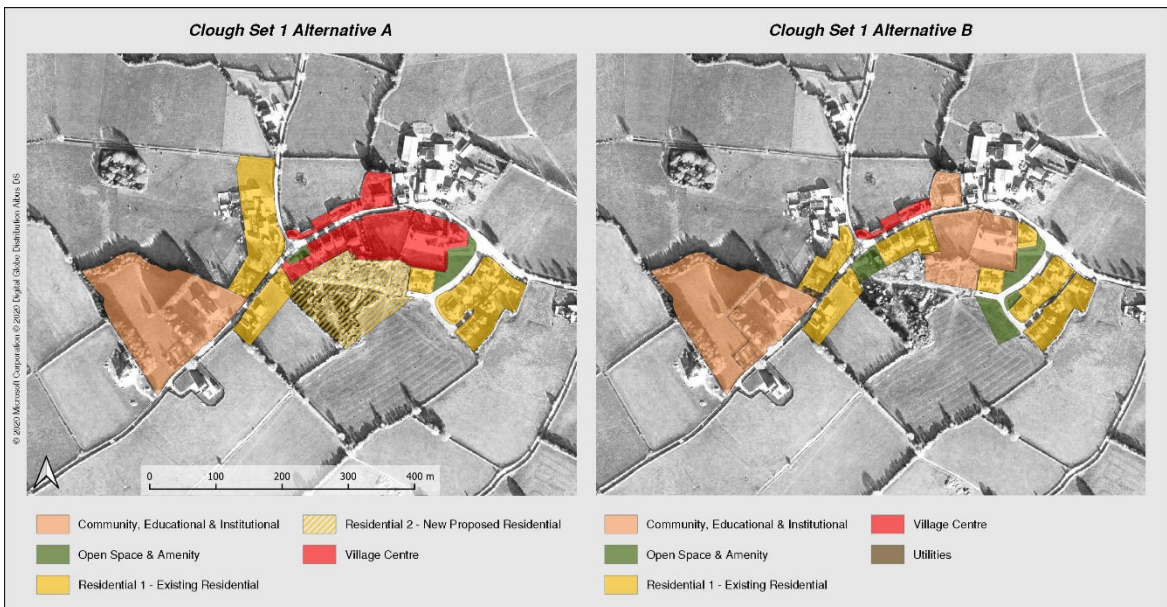 Clough Set 1 Alternative A
Clough Set 1 Alternative B
© 2020 Microsoft Corporation © 2020 Digital Globe Distribution Aibus DS
0 100 200 300 400 m
Community, Educational & Institutional
Residential 2 - New Proposed Residential
Open Space & Amenity
Village Centre
Residential 1 - Existing Residential
Community, Educational & Institutional
Village Centre
Open Space & Amenity
Utilities
Residential 1 - Existing Residential